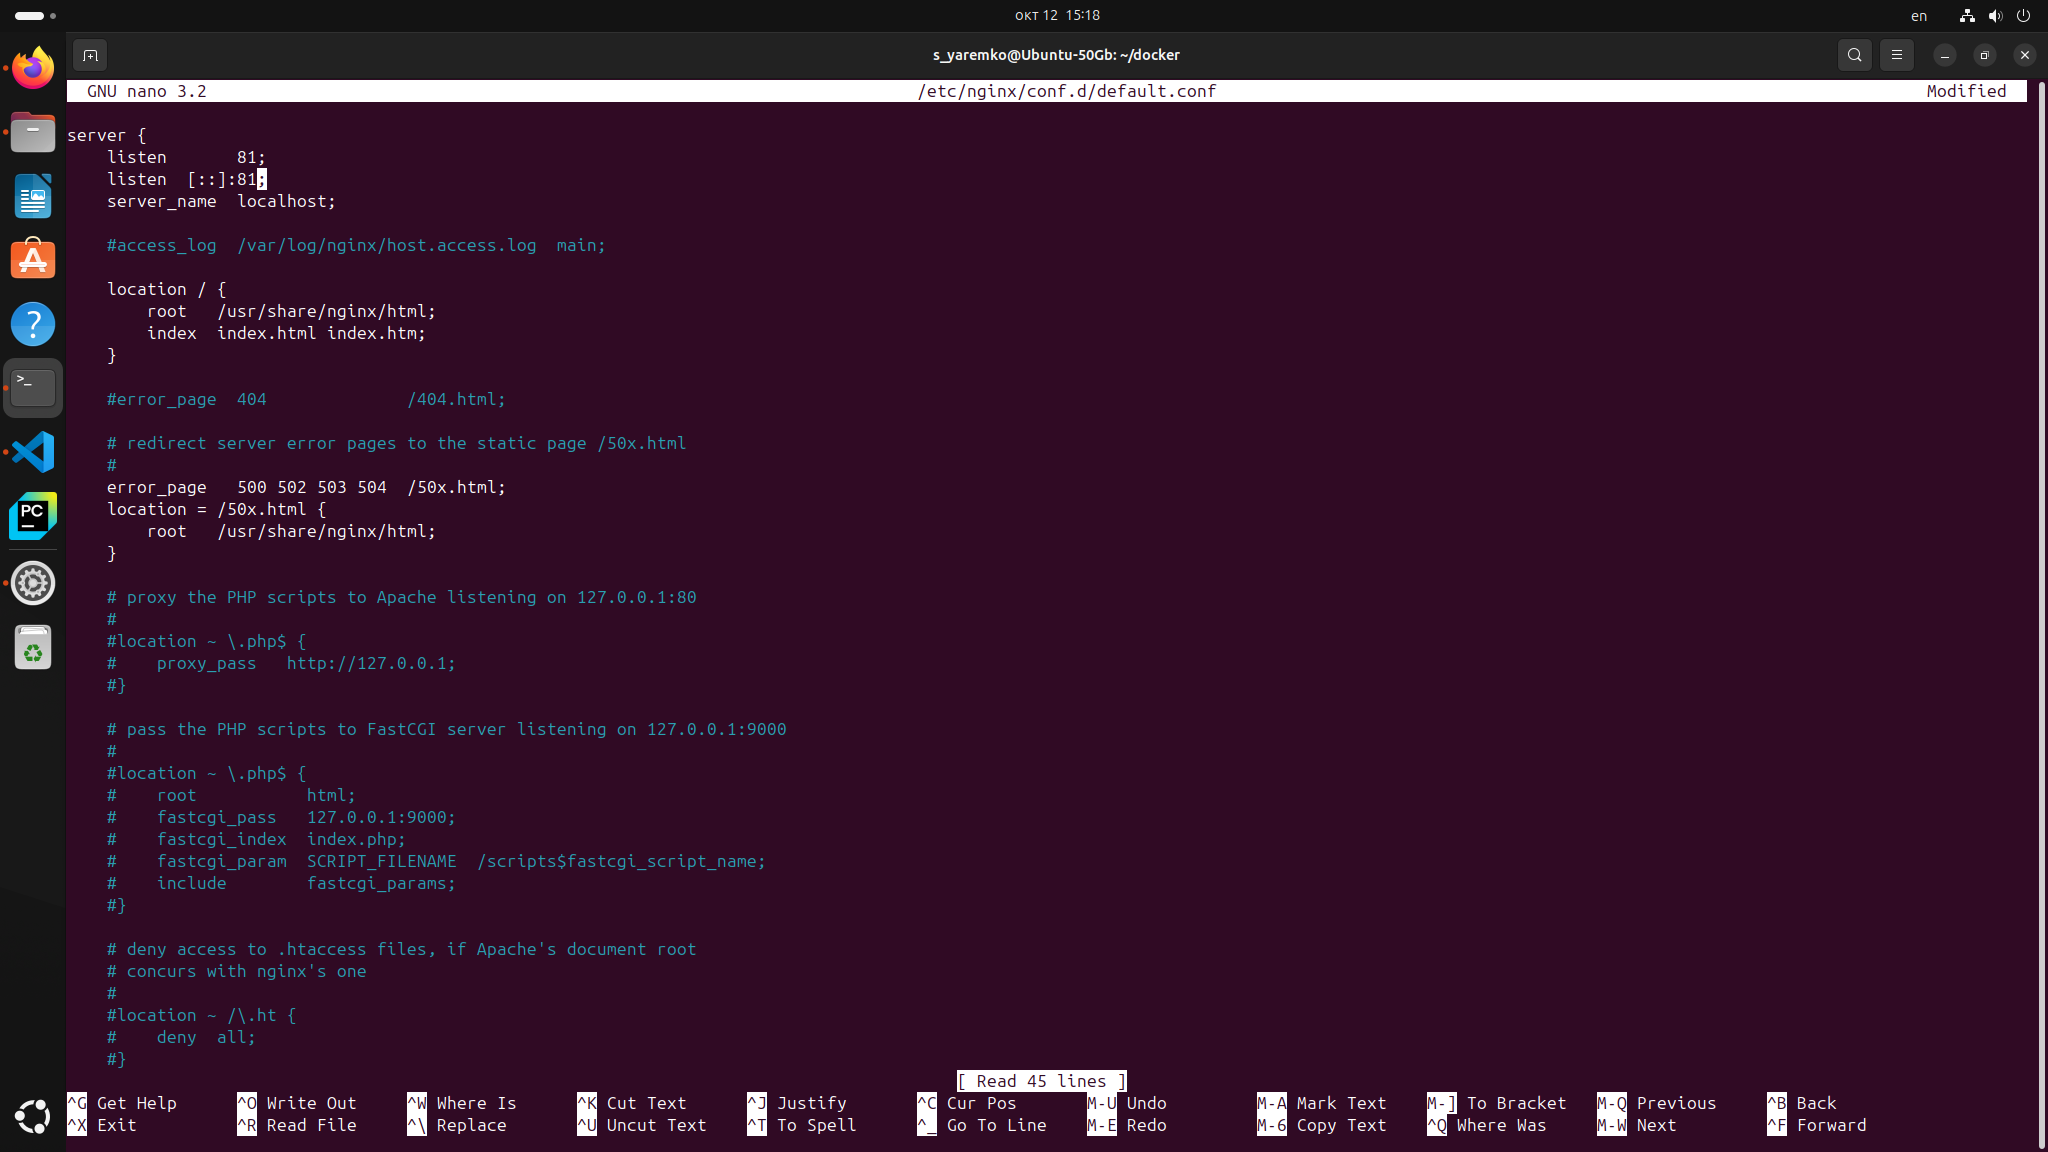 окт 12  15:18
en
s_yaremko@Ubuntu-50Gb: ~/docker
GNU nano 3.2    /etc/nginx/conf.d/default.conf    Modified
server {
    listen       81;
    listen  [::]:81;
    server_name  localhost;
    #access_log  /var/log/nginx/host.access.log  main;
    location / {
        root   /usr/share/nginx/html;
        index  index.html index.htm;
    }
    #error_page  404              /404.html;
    # redirect server error pages to the static page /50x.html
    #
    error_page   500 502 503 504  /50x.html;
    location = /50x.html {
        root   /usr/share/nginx/html;
    }
    # proxy the PHP scripts to Apache listening on 127.0.0.1:80
    #
    #location ~ \.php$ {
    #    proxy_pass   http://127.0.0.1;
    #}
    # pass the PHP scripts to FastCGI server listening on 127.0.0.1:9000
    #
    #location ~ \.php$ {
    #    root           html;
    #    fastcgi_pass   127.0.0.1:9000;
    #    fastcgi_index  index.php;
    #    fastcgi_param  SCRIPT_FILENAME  /scripts$fastcgi_script_name;
    #    include        fastcgi_params;
    #}
    # deny access to .htaccess files, if Apache's document root
    # concurs with nginx's one
    #
    #location ~ /\.ht {
    #    deny  all;
    #}
[ Read 45 lines ]
^G Get Help  ^O Write Out  ^W Where Is  ^K Cut Text  ^J Justify  ^C Cur Pos  M-U Undo  M-A Mark Text  M-] To Bracket  M-Q Previous  ^B Back
^X Exit  ^R Read File  ^\ Replace  ^U Uncut Text  ^T To Spell  ^_ Go To Line  M-E Redo  M-6 Copy Text  ^Q Where Was  M-W Next  ^F Forward
>_
PC